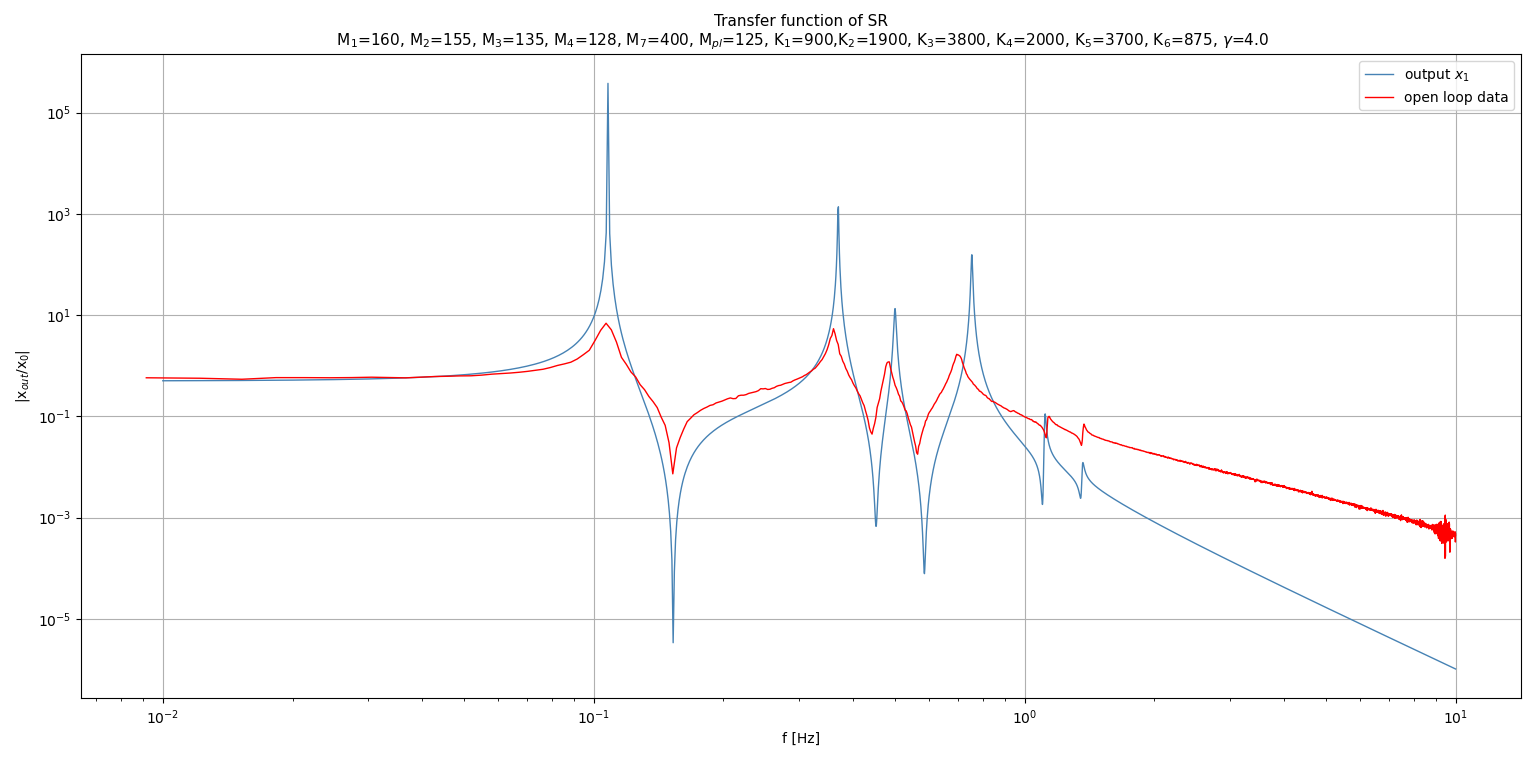 Transfer function of SR
M₁=160, M₂=155, M₃=135, M₄=128, M₇=400, Mₚₗ=125, K₁=900,K₂=1900, K₃=3800, K₄=2000, K₅=3700, K₆=875, γ=4.0
output x₁
open loop data
|xₒᵤₜ/x₀|
10⁵
10³
10¹
10⁻¹
10⁻³
10⁻⁵
10⁻² 10⁻¹ 10⁰ 10¹
f [Hz]